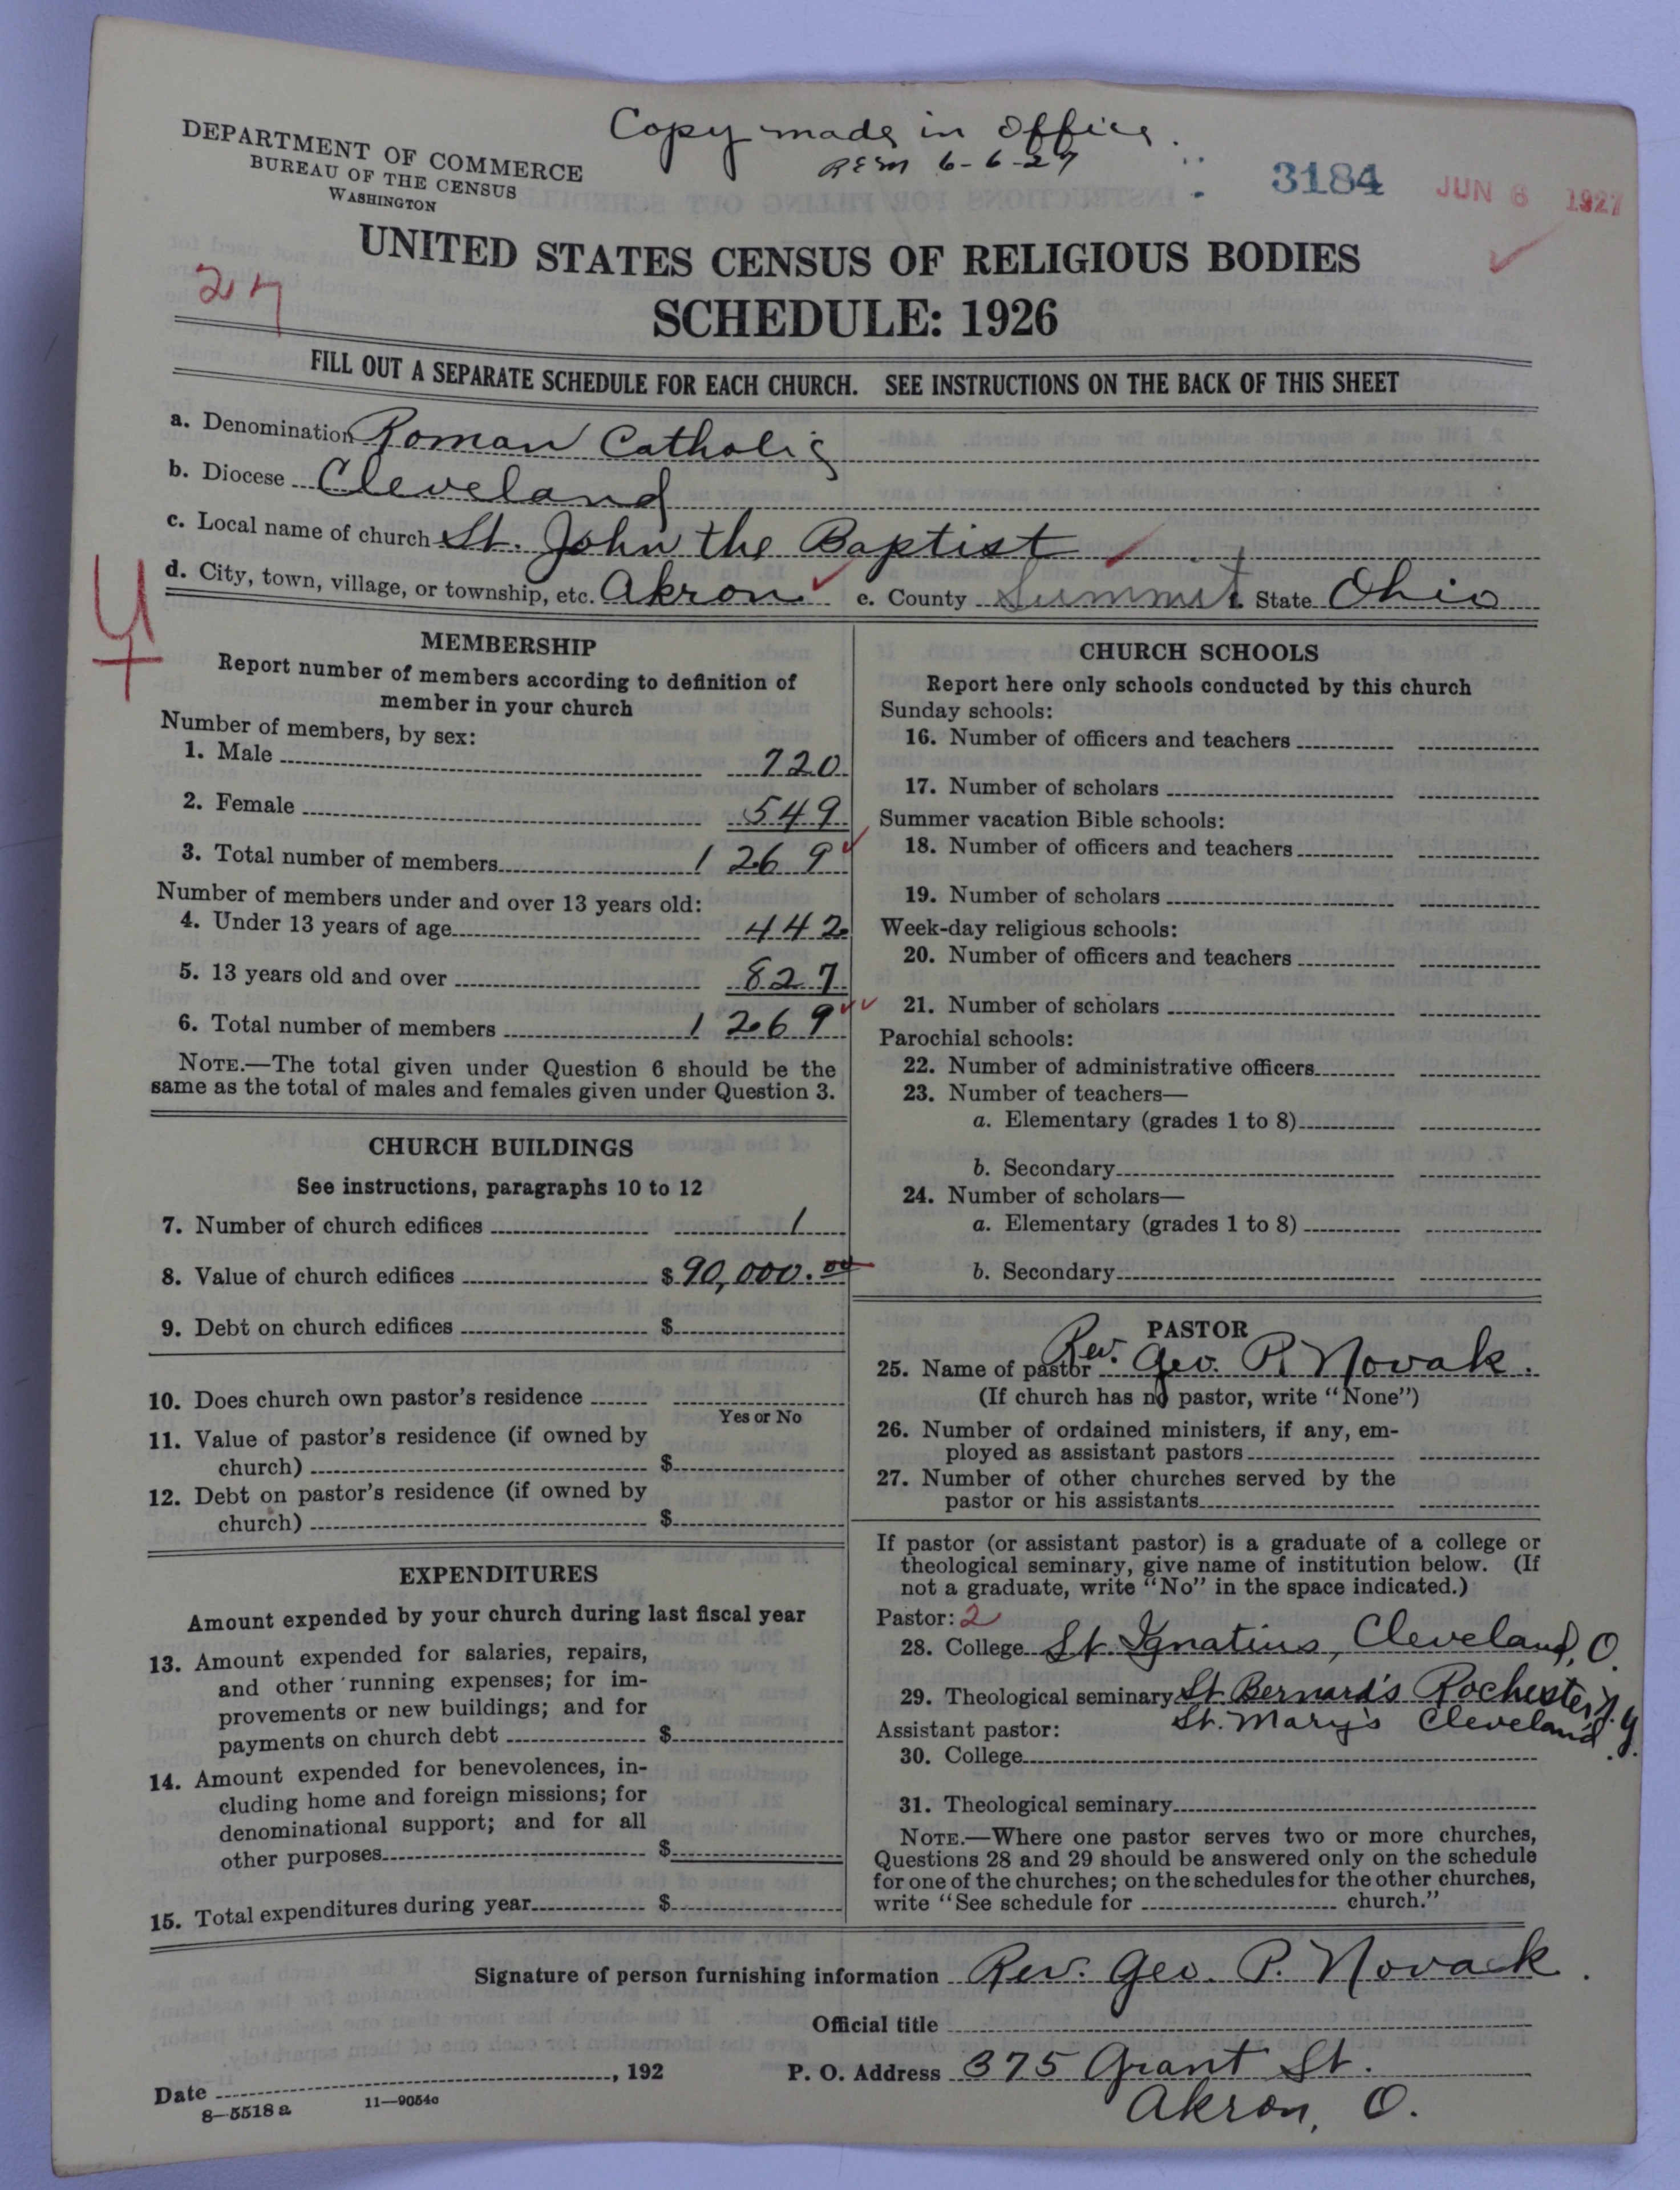 Copy made in office.
REM 6-6-27
DEPARTMENT OF COMMERCE
BUREAU OF THE CENSUS
WASHINGTON
3184 JUN 8 1927
UNITED STATES CENSUS OF RELIGIOUS BODIES
SCHEDULE: 1926
FILL OUT A SEPARATE SCHEDULE FOR EACH CHURCH. SEE INSTRUCTIONS ON THE BACK OF THIS SHEET
a. Denomination Roman Catholic
b. Diocese Cleveland
c. Local name of church St. John the Baptist
d. City, town, village, or township, etc. Akron e. County Summit f. State Ohio
MEMBERSHIP
Report number of members according to definition of
member in your church
Number of members, by sex:
1. Male 720
2. Female 549
3. Total number of members 1 269
Number of members under and over 13 years old:
4. Under 13 years of age 442
5. 13 years old and over 827
6. Total number of members 1 269
NOTE.—The total given under Question 6 should be the
same as the total of males and females given under Question 3.
CHURCH BUILDINGS
See instructions, paragraphs 10 to 12
7. Number of church edifices 1
8. Value of church edifices $ 90,000.00
9. Debt on church edifices $
10. Does church own pastor's residence
Yes or No
11. Value of pastor's residence (if owned by
church) $
12. Debt on pastor's residence (if owned by
church) $
EXPENDITURES
Amount expended by your church during last fiscal year
13. Amount expended for salaries, repairs,
and other running expenses; for im-
provements or new buildings; and for
payments on church debt $
14. Amount expended for benevolences, in-
cluding home and foreign missions; for
denominational support; and for all
other purposes $
15. Total expenditures during year $
CHURCH SCHOOLS
Report here only schools conducted by this church
Sunday schools:
16. Number of officers and teachers
17. Number of scholars
Summer vacation Bible schools:
18. Number of officers and teachers
19. Number of scholars
Week-day religious schools:
20. Number of officers and teachers
21. Number of scholars
Parochial schools:
22. Number of administrative officers
23. Number of teachers—
a. Elementary (grades 1 to 8)
b. Secondary
24. Number of scholars—
a. Elementary (grades 1 to 8)
b. Secondary
PASTOR
25. Name of pastor Rev. Geo. P. Novak.
(If church has no pastor, write "None")
26. Number of ordained ministers, if any, em-
ployed as assistant pastors
27. Number of other churches served by the
pastor or his assistants
If pastor (or assistant pastor) is a graduate of a college or
theological seminary, give name of institution below. (If
not a graduate, write "No" in the space indicated.)
Pastor: 2
28. College St. Ignatius, Cleveland, O.
29. Theological seminary St Bernard's Rochester N.Y.
St. Mary's Cleveland
Assistant pastor:
30. College
31. Theological seminary
NOTE.—Where one pastor serves two or more churches,
Questions 28 and 29 should be answered only on the schedule
for one of the churches; on the schedules for the other churches,
write "See schedule for church."
Signature of person furnishing information Rev. Geo. P. Novack.
Official title
Date , 192 P. O. Address 375 Grant St.
Akron, O.
8—5518 a 11—9054c